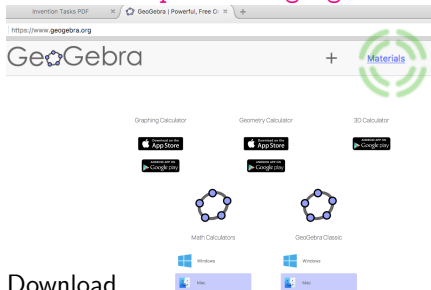 Invention Tasks PDF
GeoGebra | Powerful, Free O
https://www.geogebra.org
GeoGebra
+
Materials
Graphing Calculator
Geometry Calculator
3D Calculator
Download on the
App Store
Download on the
App Store
ANDROID APP ON
Google play
ANDROID APP ON
Google play
ANDROID APP ON
Google play
Math Calculators
GeoGebra Classic
Windows
Windows
Download
Mac
Mac